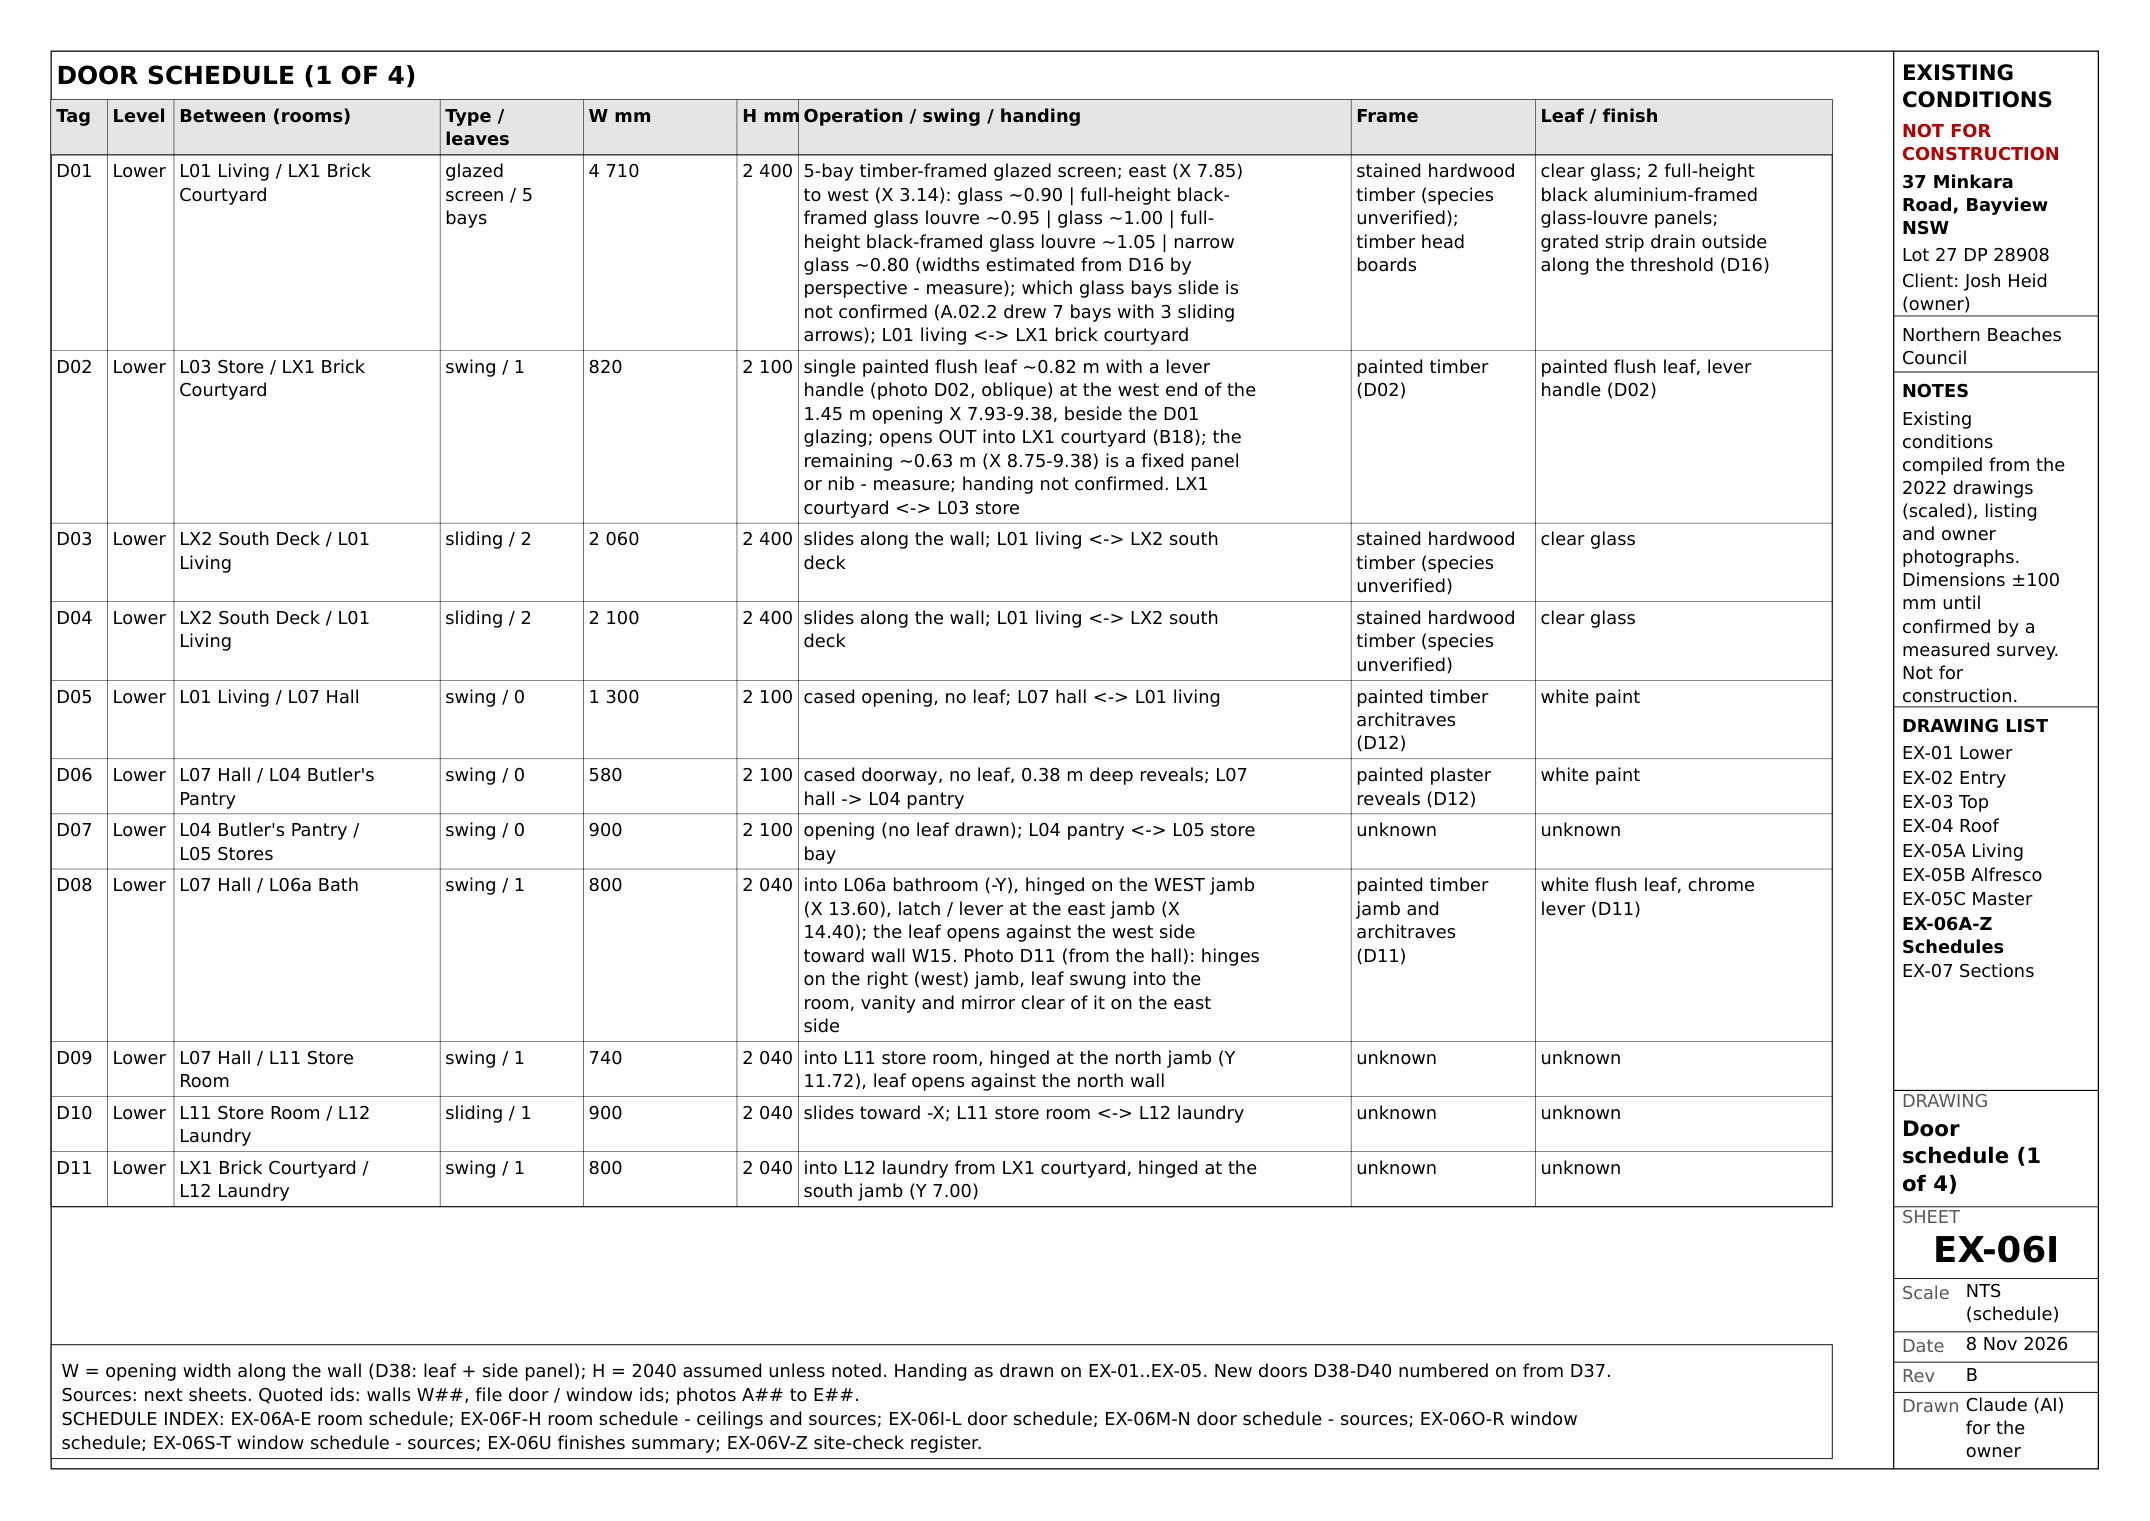 DOOR SCHEDULE (1 OF 4)
Tag Level Between (rooms) Type / leaves W mm H mm Operation / swing / handing Frame Leaf / finish
D01 Lower L01 Living / LX1 Brick
Courtyard
glazed
screen / 5
bays
4 710 2 400
5-bay timber-framed glazed screen; east (X 7.85)
to west (X 3.14): glass ~0.90 | full-height black-
framed glass louvre ~0.95 | glass ~1.00 | full-
height black-framed glass louvre ~1.05 | narrow
glass ~0.80 (widths estimated from D16 by
perspective - measure); which glass bays slide is
not confirmed (A.02.2 drew 7 bays with 3 sliding
arrows); L01 living <-> LX1 brick courtyard
stained hardwood
timber (species
unverified);
timber head
boards
clear glass; 2 full-height
black aluminium-framed
glass-louvre panels;
grated strip drain outside
along the threshold (D16)
D02 Lower L03 Store / LX1 Brick
Courtyard
swing / 1 820 2 100
single painted flush leaf ~0.82 m with a lever
handle (photo D02, oblique) at the west end of the
1.45 m opening X 7.93-9.38, beside the D01
glazing; opens OUT into LX1 courtyard (B18); the
remaining ~0.63 m (X 8.75-9.38) is a fixed panel
or nib - measure; handing not confirmed. LX1
courtyard <-> L03 store
painted timber
(D02)
painted flush leaf, lever
handle (D02)
D03 Lower LX2 South Deck / L01
Living
sliding / 2 2 060 2 400
slides along the wall; L01 living <-> LX2 south
deck
stained hardwood
timber (species
unverified)
clear glass
D04 Lower LX2 South Deck / L01
Living
sliding / 2 2 100 2 400
slides along the wall; L01 living <-> LX2 south
deck
stained hardwood
timber (species
unverified)
clear glass
D05 Lower L01 Living / L07 Hall swing / 0 1 300 2 100 cased opening, no leaf; L07 hall <-> L01 living
painted timber
architraves
(D12)
white paint
D06 Lower L07 Hall / L04 Butler's
Pantry
swing / 0 580 2 100
cased doorway, no leaf, 0.38 m deep reveals; L07
hall -> L04 pantry
painted plaster
reveals (D12)
white paint
D07 Lower L04 Butler's Pantry /
L05 Stores
swing / 0 900 2 100
opening (no leaf drawn); L04 pantry <-> L05 store
bay
unknown
unknown
D08 Lower L07 Hall / L06a Bath swing / 1 800 2 040
into L06a bathroom (-Y), hinged on the WEST jamb
(X 13.60), latch / lever at the east jamb (X
14.40); the leaf opens against the west side
toward wall W15. Photo D11 (from the hall): hinges
on the right (west) jamb, leaf swung into the
room, vanity and mirror clear of it on the east
side
painted timber
jamb and
architraves
(D11)
white flush leaf, chrome
lever (D11)
D09 Lower L07 Hall / L11 Store
Room
swing / 1 740 2 040
into L11 store room, hinged at the north jamb (Y
11.72), leaf opens against the north wall
unknown
unknown
D10 Lower L11 Store Room / L12
Laundry
sliding / 1 900 2 040
slides toward -X; L11 store room <-> L12 laundry
unknown
unknown
D11 Lower LX1 Brick Courtyard /
L12 Laundry
swing / 1 800 2 040
into L12 laundry from LX1 courtyard, hinged at the
south jamb (Y 7.00)
unknown
unknown
W = opening width along the wall (D38: leaf + side panel); H = 2040 assumed unless noted. Handing as drawn on EX-01..EX-05. New doors D38-D40 numbered on from D37.
Sources: next sheets. Quoted ids: walls W##, file door / window ids; photos A## to E##.
SCHEDULE INDEX: EX-06A-E room schedule; EX-06F-H room schedule - ceilings and sources; EX-06I-L door schedule; EX-06M-N door schedule - sources; EX-06O-R window
schedule; EX-06S-T window schedule - sources; EX-06U finishes summary; EX-06V-Z site-check register.
EXISTING
CONDITIONS
NOT FOR
CONSTRUCTION
37 Minkara
Road, Bayview
NSW
Lot 27 DP 28908
Client: Josh Heid
(owner)
Northern Beaches
Council
NOTES
Existing
conditions
compiled from the
2022 drawings
(scaled), listing
and owner
photographs.
Dimensions ±100
mm until
confirmed by a
measured survey.
Not for
construction.
DRAWING LIST
EX-01 Lower
EX-02 Entry
EX-03 Top
EX-04 Roof
EX-05A Living
EX-05B Alfresco
EX-05C Master
EX-06A-Z
Schedules
EX-07 Sections
DRAWING
Door
schedule (1
of 4)
SHEET
EX-06I
Scale NTS
(schedule)
Date 8 Nov 2026
Rev B
Drawn Claude (AI)
for the
owner